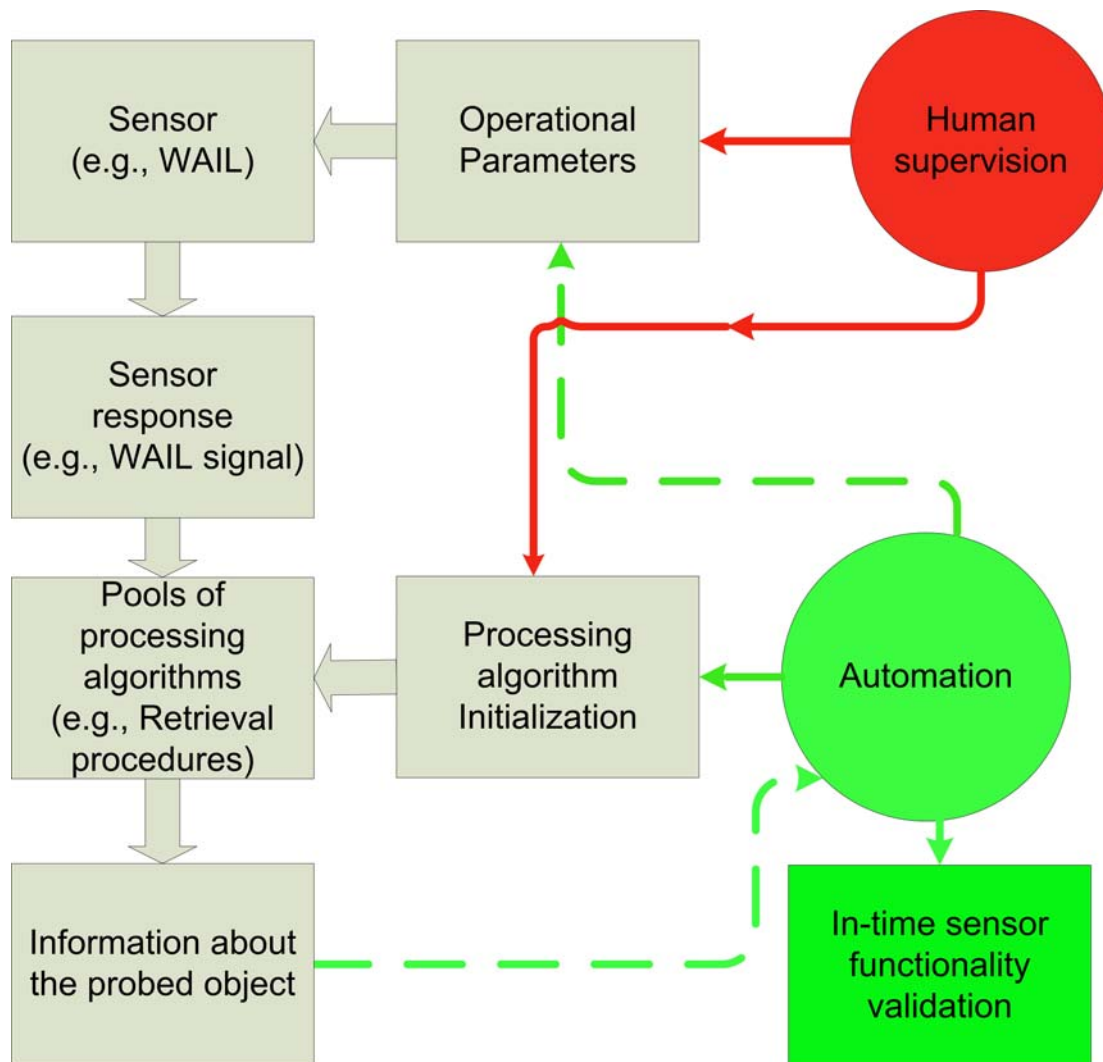 Sensor
(e.g., WAIL)
Operational
Parameters
Human
supervision
Sensor
response
(e.g., WAIL signal)
Pools of
processing
algorithms
(e.g., Retrieval
procedures)
Processing
algorithm
Initialization
Automation
Information about
the probed object
In-time sensor
functionality
validation